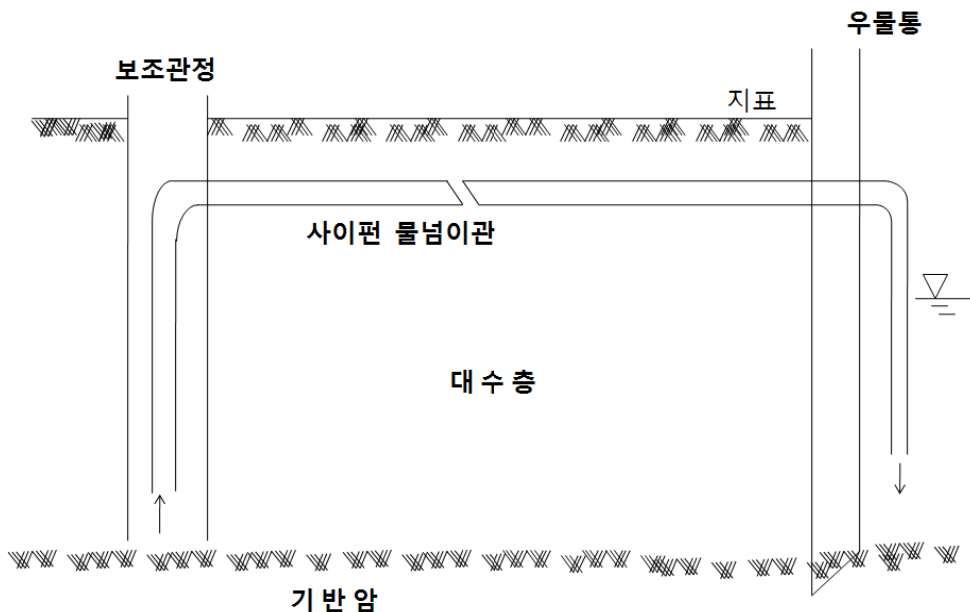 우물통
보조관정
지표
사이펀 물넘이관
대 수 층
기 반 암